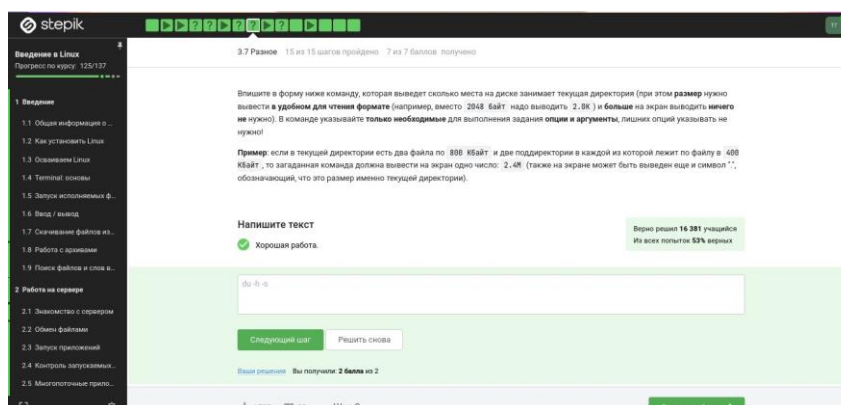 stepik
Введение в Linux
Прогресс по курсу: 125/137
1 Введение
1.1 Общая информация о ...
1.2 Как установить Linux
1.3 Осваиваем Linux
1.4 Terminal: основы
1.5 Запуск исполняемых ф...
1.6 Ввод / вывод
1.7 Скачивание файлов из...
1.8 Работа с архивами
1.9 Поиск файлов и слов в...
2 Работа на сервере
2.1 Знакомство с сервером
2.2 Обмен файлами
2.3 Запуск приложений
2.4 Контроль запускаемых...
2.5 Многопоточные прило...
3.7 Разное 15 из 15 шагов пройдено 7 из 7 баллов получено
Впишите в форму ниже команду, которая выведет сколько места на диске занимает текущая директория (при этом размер нужно
вывести в удобном для чтения формате (например, вместо 2048 байт надо выводить 2.0K ) и больше на экран выводить ничего
не нужно). В команде указывайте только необходимые для выполнения задания опции и аргументы, лишних опций указывать не
нужно!
Пример: если в текущей директории есть два файла по 800 Кбайт и две поддиректории в каждой из которой лежит по файлу в 400
Кбайт , то загаданная команда должна вывести на экран одно число: 2.4M (также на экране может быть выведен еще и символ ".",
обозначающий, что это размер именно текущей директории).
Напишите текст
Хорошая работа.
Верно решил 16 381 учащийся
Из всех попыток 53% верных
du -h -s
Следующий шаг
Решить снова
Ваши решения Вы получили: 2 балла из 2